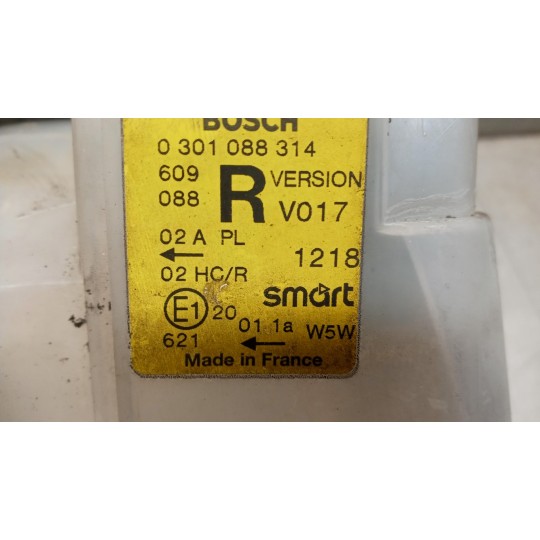 BOSCH
0 301 088 314
609 R VERSION
088 V017
02 A PL
← 1218
02 HC/R smart
E1 20 01 1a W5W
621 ←
Made in France